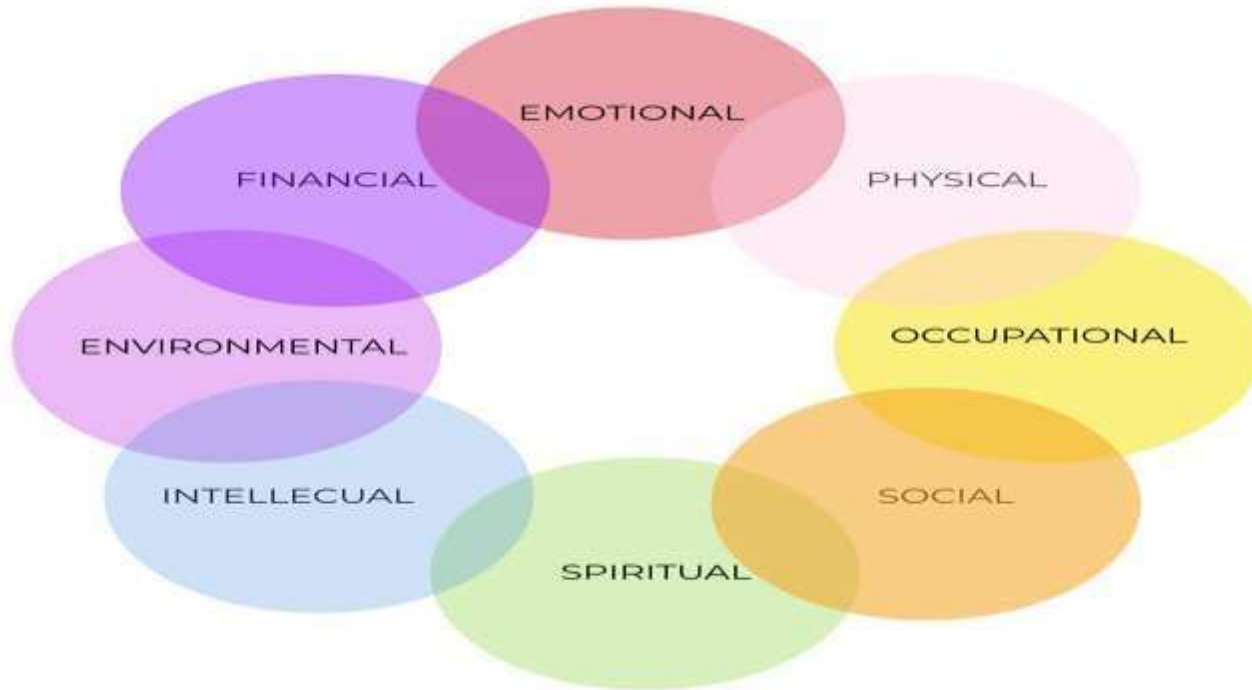 EMOTIONAL
PHYSICAL
OCCUPATIONAL
SOCIAL
SPIRITUAL
INTELLECUAL
ENVIRONMENTAL
FINANCIAL